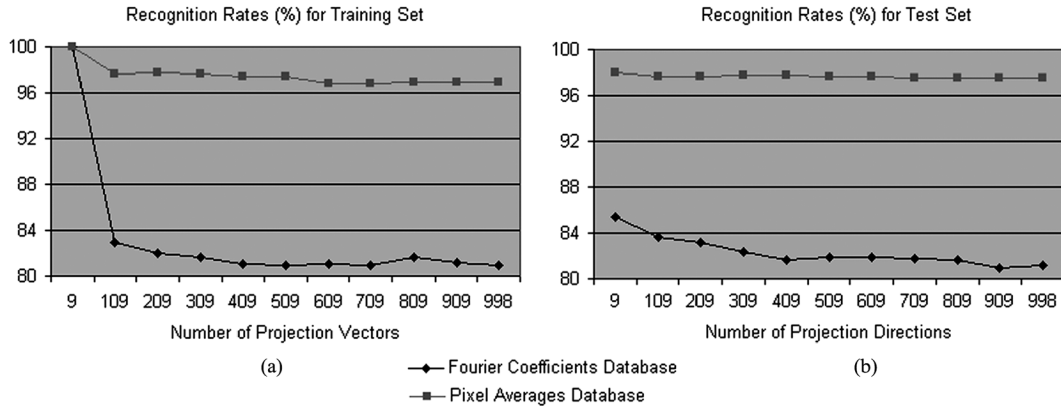 Recognition Rates (%) for Training Set
100
96
92
88
84
80
9 109 209 309 409 509 609 709 809 909 998
Number of Projection Vectors
(a)
Recognition Rates (%) for Test Set
100
96
92
88
84
80
9 109 209 309 409 509 609 709 809 909 998
Number of Projection Directions
(b)
Fourier Coefficients Database
Pixel Averages Database